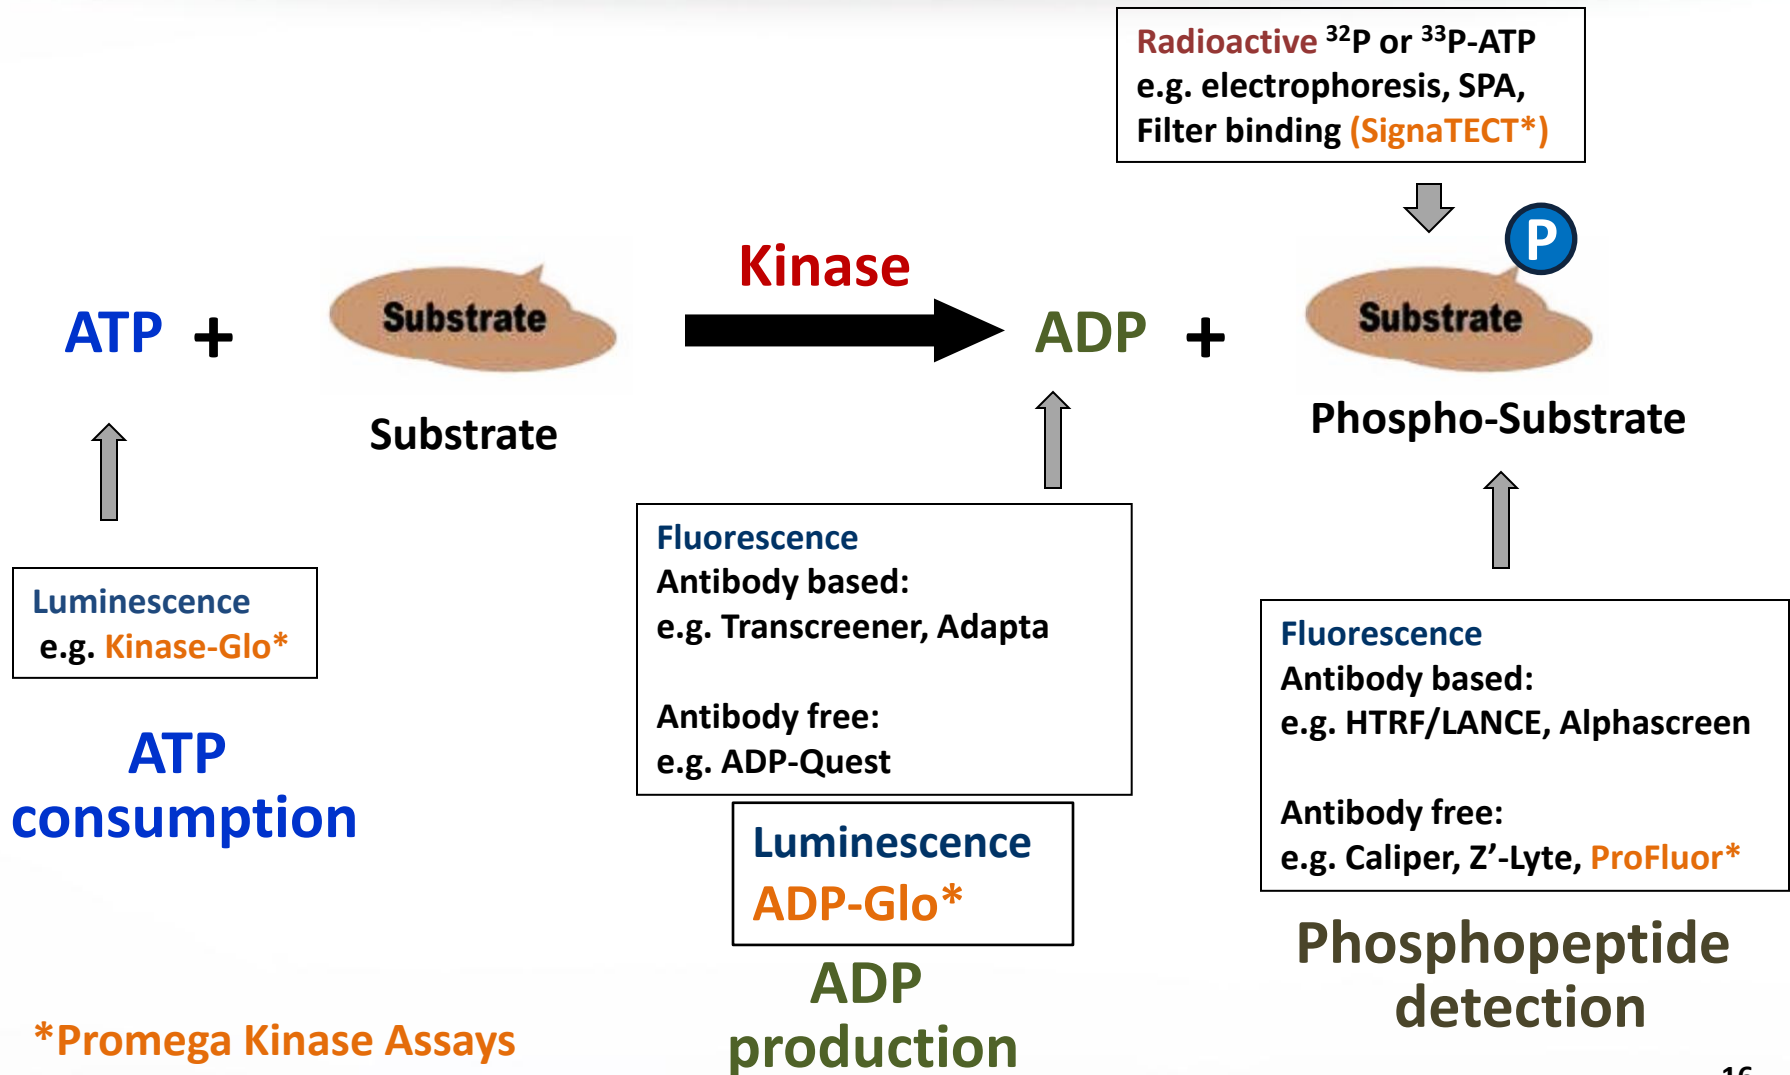 Radioactive ³²P or ³³P-ATP
e.g. electrophoresis, SPA,
Filter binding (SignaTECT*)
P
Kinase
ATP +
Substrate
ADP +
Substrate
Substrate
Phospho-Substrate
Luminescence
e.g. Kinase-Glo*
ATP
consumption
Fluorescence
Antibody based:
e.g. Transcreener, Adapta
Antibody free:
e.g. ADP-Quest
Luminescence
ADP-Glo*
ADP
production
Fluorescence
Antibody based:
e.g. HTRF/LANCE, Alphascreen
Antibody free:
e.g. Caliper, Z’-Lyte, ProFluor*
Phosphopeptide
detection
*Promega Kinase Assays
16